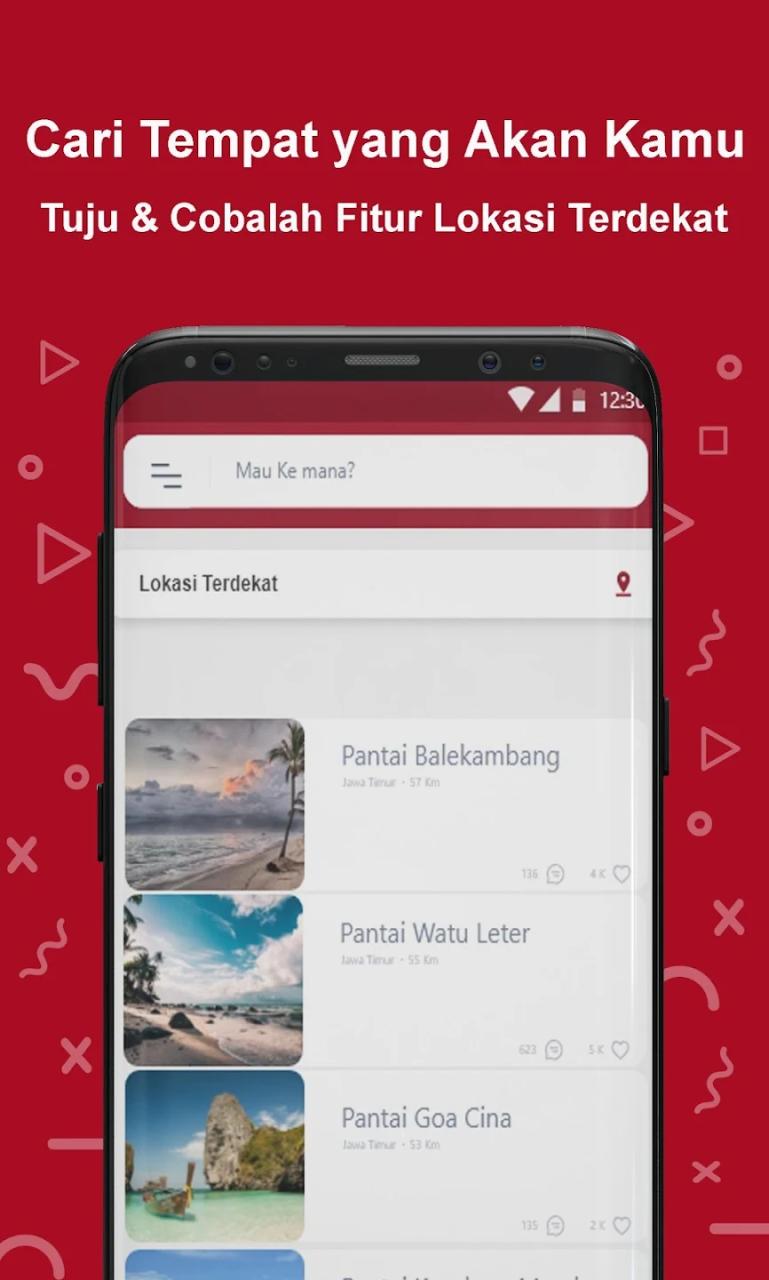 Cari Tempat yang Akan Kamu
Tuju & Cobalah Fitur Lokasi Terdekat
12:30
Mau Ke mana?
Lokasi Terdekat
Pantai Balekambang
Jawa Timur • 57 Km
136 4 K
Pantai Watu Leter
Jawa Timur • 55 Km
623 5 K
Pantai Goa Cina
Jawa Timur • 53 Km
135 2 K
Pantai